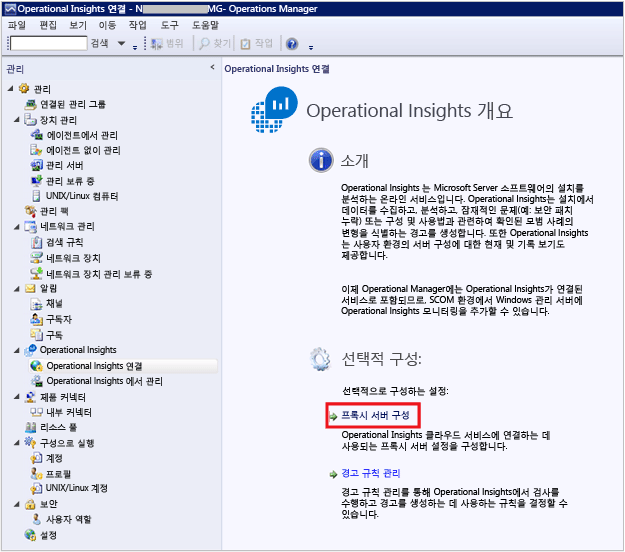 Operational Insights 연결 - N MG- Operations Manager
파일 편집 보기 이동 작업 도구 도움말
검색 범위 찾기 작업
관리
관리
연결된 관리 그룹
장치 관리
에이전트에서 관리
에이전트 없이 관리
관리 서버
관리 보류 중
UNIX/Linux 컴퓨터
관리 팩
네트워크 관리
검색 규칙
네트워크 장치
네트워크 장치 관리 보류 중
알림
채널
구독자
구독
Operational Insights
Operational Insights 연결
Operational Insights 에서 관리
제품 커넥터
내부 커넥터
리소스 풀
구성으로 실행
계정
프로필
UNIX/Linux 계정
보안
사용자 역할
설정
Operational Insights 연결
Operational Insights 개요
소개
Operational Insights 는 Microsoft Server 소프트웨어의 설치를
분석하는 온라인 서비스입니다. Operational Insights는 설치에서
데이터를 수집하고, 분석하고, 잠재적인 문제(예: 보안 패치
누락) 또는 구성 및 사용법과 관련하여 확인된 모범 사례의
변형을 식별하는 경고를 생성합니다. 또한 Operational Insights
는 사용자 환경의 서버 구성에 대한 현재 및 기록 보기도
제공합니다.
이제 Operational Manager에는 Operational Insights가 연결된
서비스로 포함되므로, SCOM 환경에서 Windows 관리 서버에
Operational Insights 모니터링을 추가할 수 있습니다.
선택적 구성:
선택적으로 구성하는 설정:
프록시 서버 구성
Operational Insights 클라우드 서비스에 연결하는 데
사용되는 프록시 서버 설정을 구성합니다.
경고 규칙 관리
경고 규칙 관리를 통해 Operational Insights에서 검사를
수행하고 경고를 생성하는 데 사용하는 규칙을 결정할 수
있습니다.